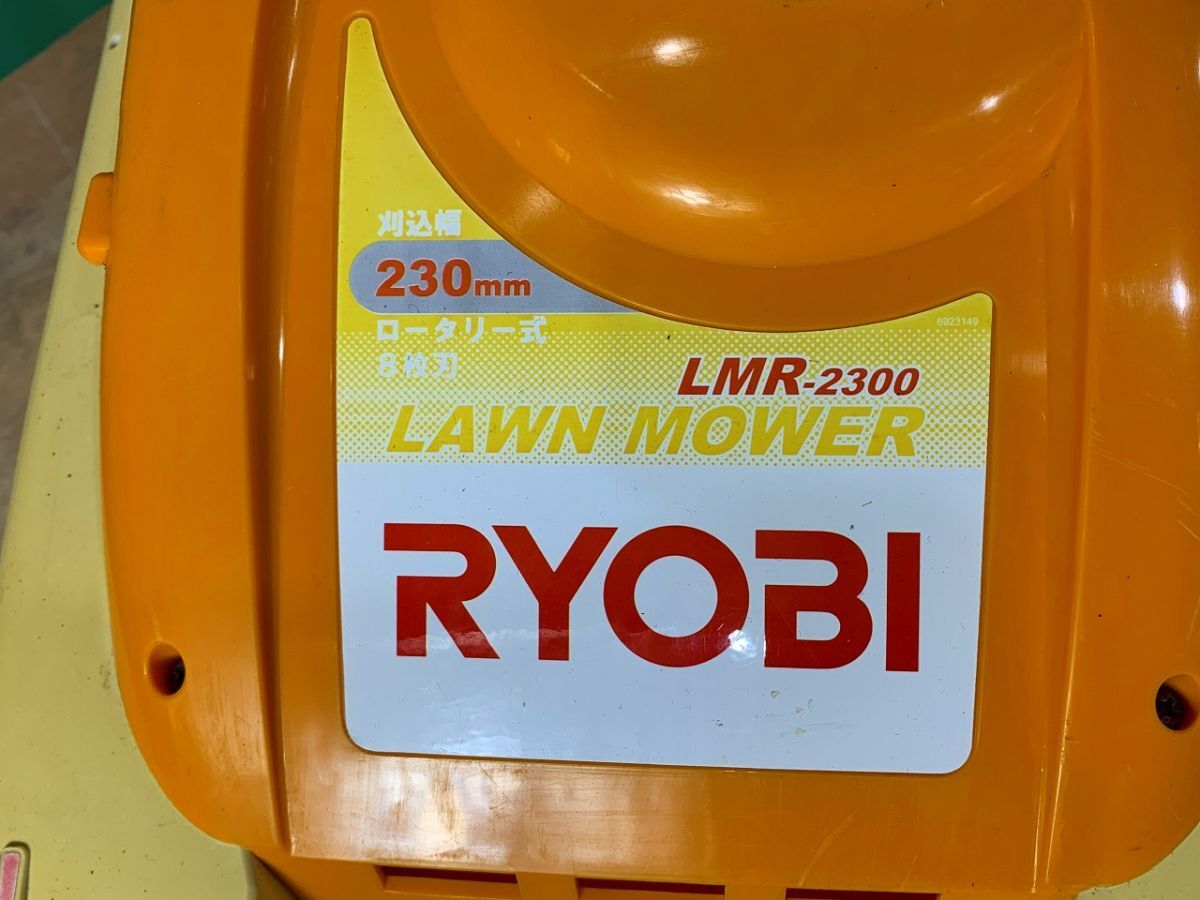 刈込幅
230mm
ロータリー式
8枚刃
6923149
LMR-2300
LAWN MOWER
RYOBI